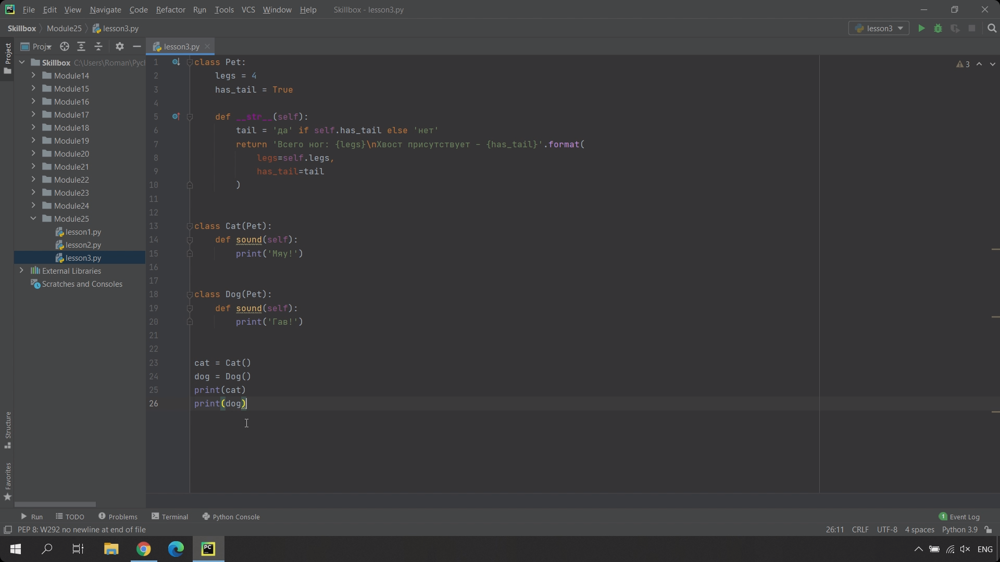 File Edit View Navigate Code Refactor Run Tools VCS Window Help Skillbox - lesson3.py
Skillbox Module25 lesson3.py lesson3
Project Proj lesson3.py
Skillbox C:\Users\Roman\Pycl
Module14
Module15
Module16
Module17
Module18
Module19
Module20
Module21
Module22
Module23
Module24
Module25
lesson1.py
lesson2.py
lesson3.py
External Libraries
Scratches and Consoles
Structure
Favorites
1 class Pet:
2 legs = 4
3 has_tail = True
4
5 def __str__(self):
6 tail = 'да' if self.has_tail else 'нет'
7 return 'Всего ног: {legs}\nХвост присутствует - {has_tail}'.format(
8 legs=self.legs,
9 has_tail=tail
10 )
11
12
13 class Cat(Pet):
14 def sound(self):
15 print('Мяу!')
16
17
18 class Dog(Pet):
19 def sound(self):
20 print('Гав!')
21
22
23 cat = Cat()
24 dog = Dog()
25 print(cat)
26 print(dog)
3
Run TODO Problems Terminal Python Console 1 Event Log
PEP 8: W292 no newline at end of file 26:11 CRLF UTF-8 4 spaces Python 3.9
PC ENG